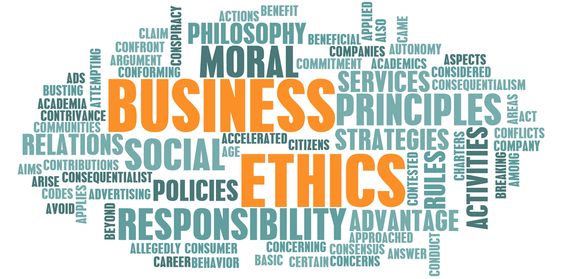 ACTIONS BENEFIT
CLAIM
CONSPIRACY
PHILOSOPHY
APPLIED
ALSO
CAME
CONFRONT
BENEFICIAL
AUTONOMY
ARGUMENT
MORAL
COMPANIES
ASPECTS
CONFORMING
COMMITMENT
ACADEMICS
CONSIDERED
ADS
ATTEMPTING
SERVICES
CONSEQUENTIALISM
BUSTING
BUSINESS
PRINCIPLES
AREAS
ACADEMIA
CONTRIVANCE
ACT
COMMUNITIES
ACCELERATED
CITIZENS
STRATEGIES
CONFLICTS
RELATIONS
SOCIAL
AGE
CHARTERS
ACTIVITIES
COMPANY
AIMS
CONTRIBUTIONS
ETHICS
CONTESTED
RULES
BREAKING
AMONG
ARISE
CONSEQUENTIALIST
CODES
ADVERTISING
POLICIES
AVOID
APPLIES
BEYOND
RESPONSIBILITY
ADVANTAGE
CONDUCT
ALLEGEDLY
CONSUMER
CONCERNING
APPROACHED
CONSENSUS
ANSWER
CAREER
BEHAVIOR
BASIC
CERTAIN
CONCERNS